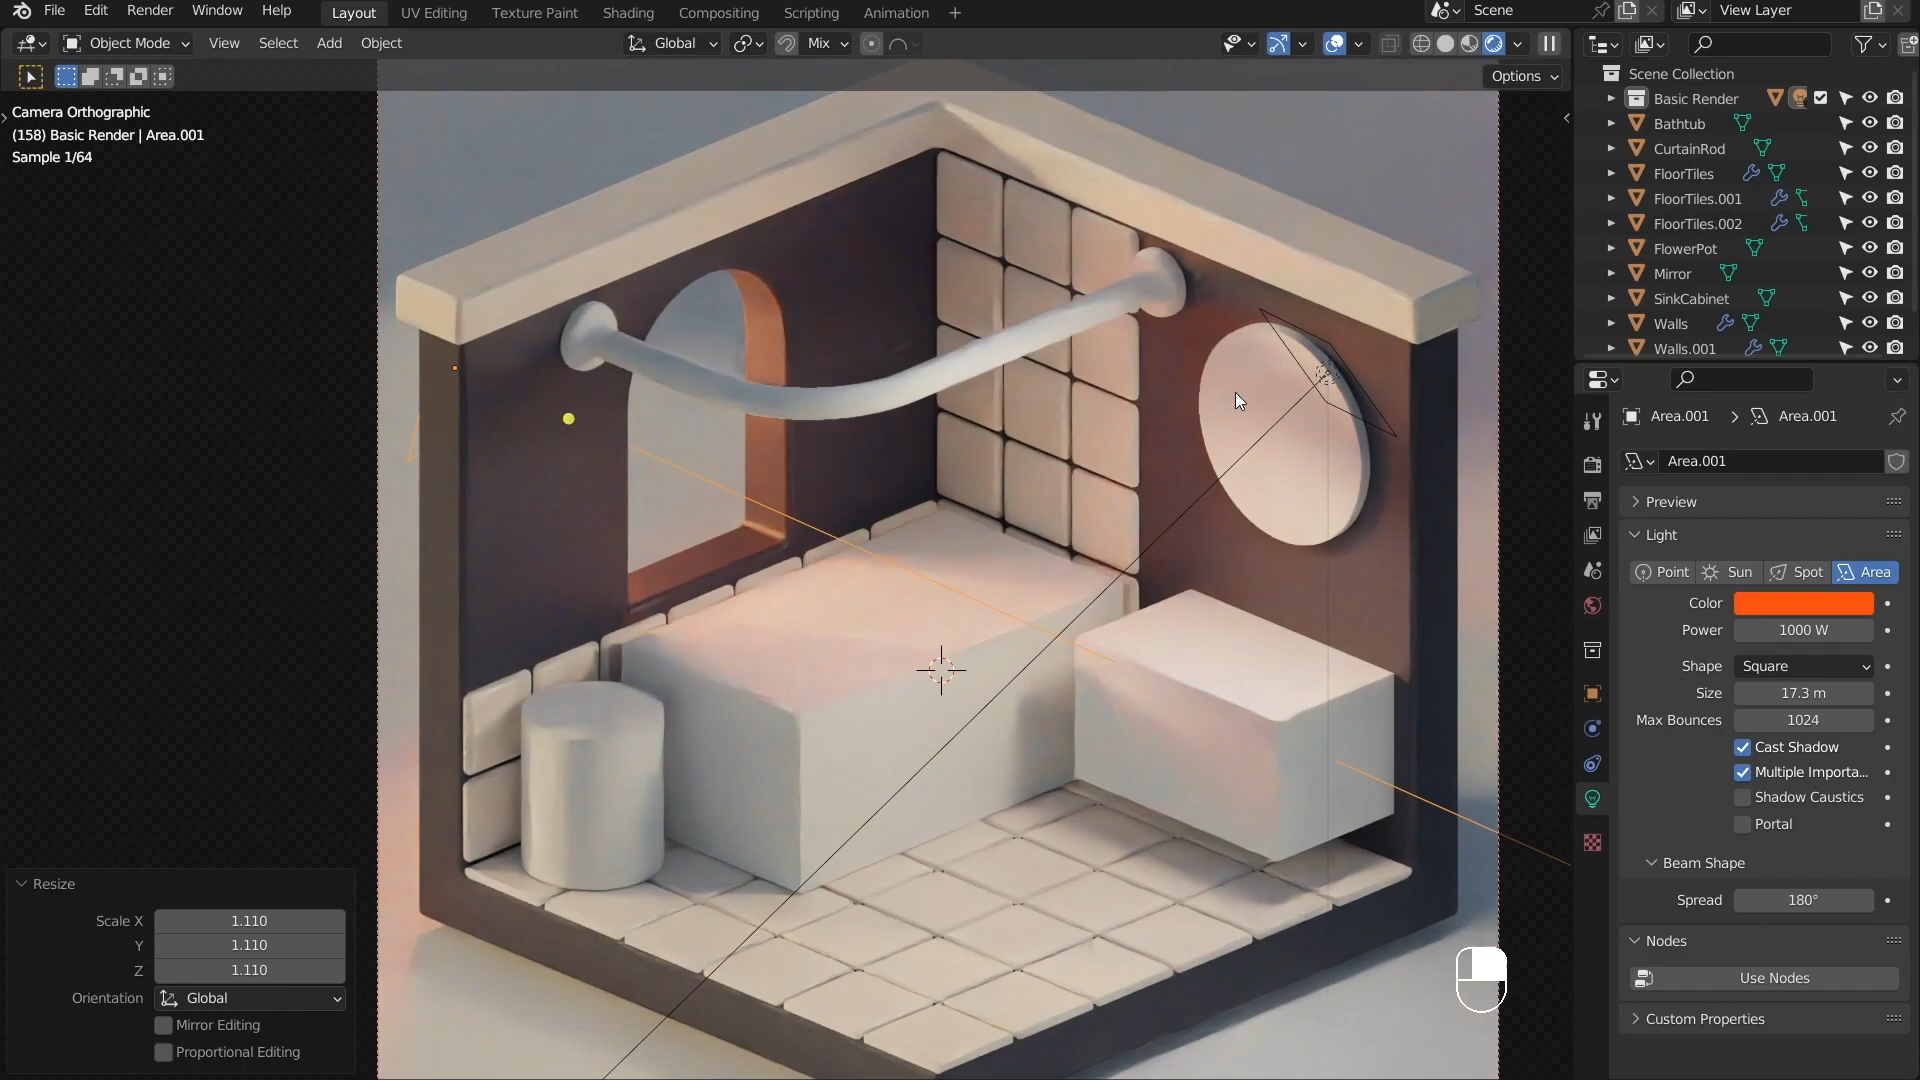 File Edit Render Window Help Layout UV Editing Texture Paint Shading Compositing Scripting Animation + Scene View Layer
Object Mode View Select Add Object Global Mix
Options
Camera Orthographic
(158) Basic Render | Area.001
Sample 1/64
Scene Collection
Basic Render
Bathtub
CurtainRod
FloorTiles
FloorTiles.001
FloorTiles.002
FlowerPot
Mirror
SinkCabinet
Walls
Walls.001
Area.001 > Area.001
Area.001
Preview
Light
Point Sun Spot Area
Color
Power 1000 W
Shape Square
Size 17.3 m
Max Bounces 1024
Cast Shadow
Multiple Importa...
Shadow Caustics
Portal
Beam Shape
Spread 180°
Nodes
Use Nodes
Custom Properties
Resize
Scale X 1.110
Y 1.110
Z 1.110
Orientation Global
Mirror Editing
Proportional Editing